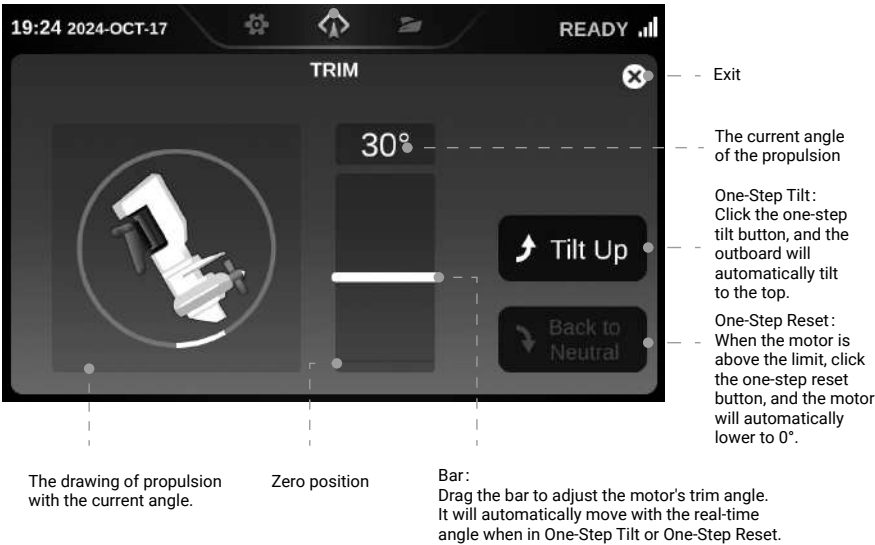 19:24 2024-OCT-17
READY
TRIM
Exit
30°
The current angle
of the propulsion
One-Step Tilt:
Click the one-step
tilt button, and the
outboard will
automatically tilt
to the top.
Tilt Up
One-Step Reset:
When the motor is
above the limit, click
the one-step reset
button, and the motor
will automatically
lower to 0°.
Back to
Neutral
The drawing of propulsion
with the current angle.
Zero position
Bar:
Drag the bar to adjust the motor's trim angle.
It will automatically move with the real-time
angle when in One-Step Tilt or One-Step Reset.